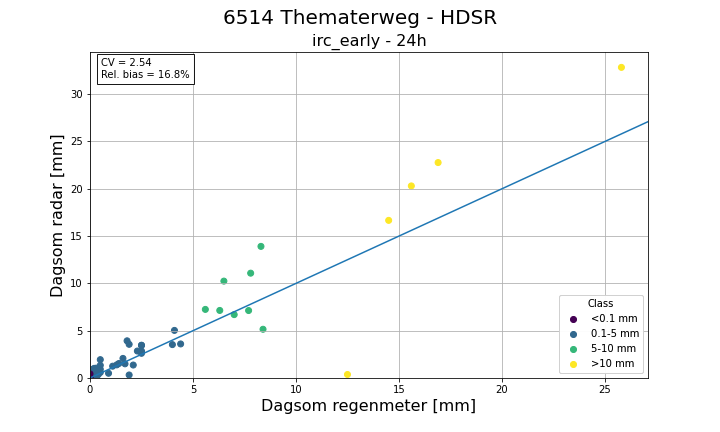 6514 Thematerweg - HDSR
irc_early - 24h
CV = 2.54
Rel. bias = 16.8%
Dagsom radar [mm]
30
25
20
15
10
5
0
0 5 10 15 20 25
Dagsom regenmeter [mm]
Class
<0.1 mm
0.1-5 mm
5-10 mm
>10 mm